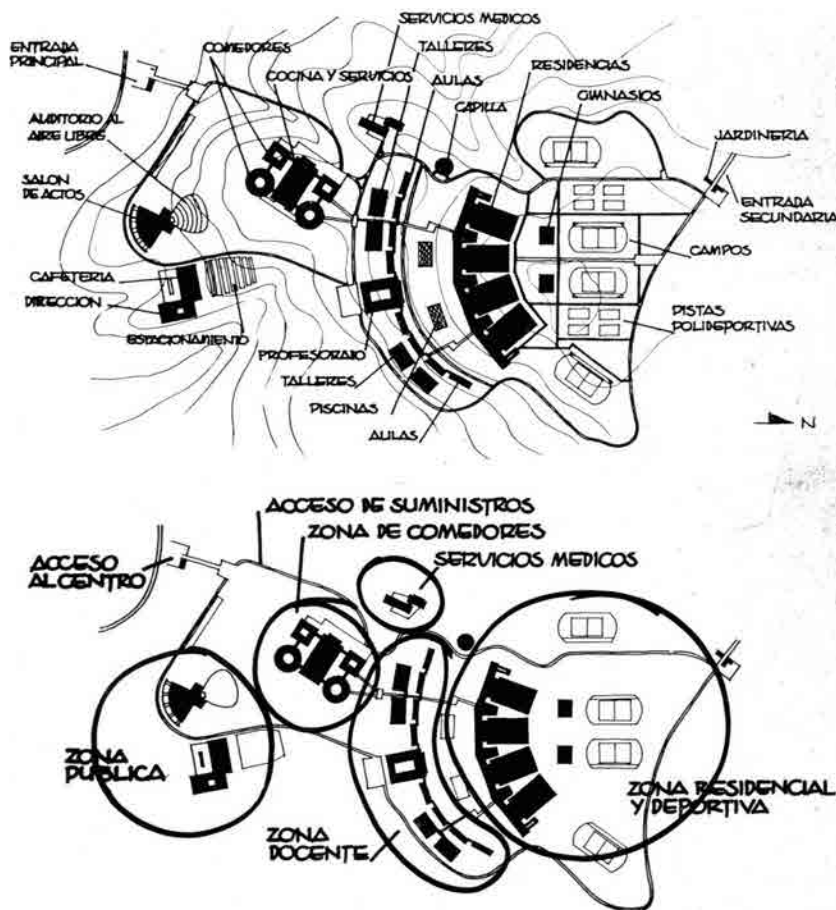 SERVICIOS MEDICOS
TALLERES
ENTRADA
PRINCIPAL
COMEDORES
COCINA Y SERVICIOS
AULAS
RESIDENCIAS
CAPILLA
GIMNASIOS
AUDITORIO AL
AIRE LIBRE
JARDINERIA
SALON
DE ACTOS
ENTRADA
SECUNDARIA
CAMPOS
CAFETERIA
DIRECCION
ESTACIONAMIENTO
PISTAS
POLIDEPORTIVAS
PROFESORADO
TALLERES
PISCINAS
AULAS
N
ACCESO DE SUMINISTROS
ZONA DE COMEDORES
SERVICIOS MEDICOS
ACCESO
AL CENTRO
ZONA
PUBLICA
ZONA RESIDENCIAL
Y DEPORTIVA
ZONA
DOCENTE